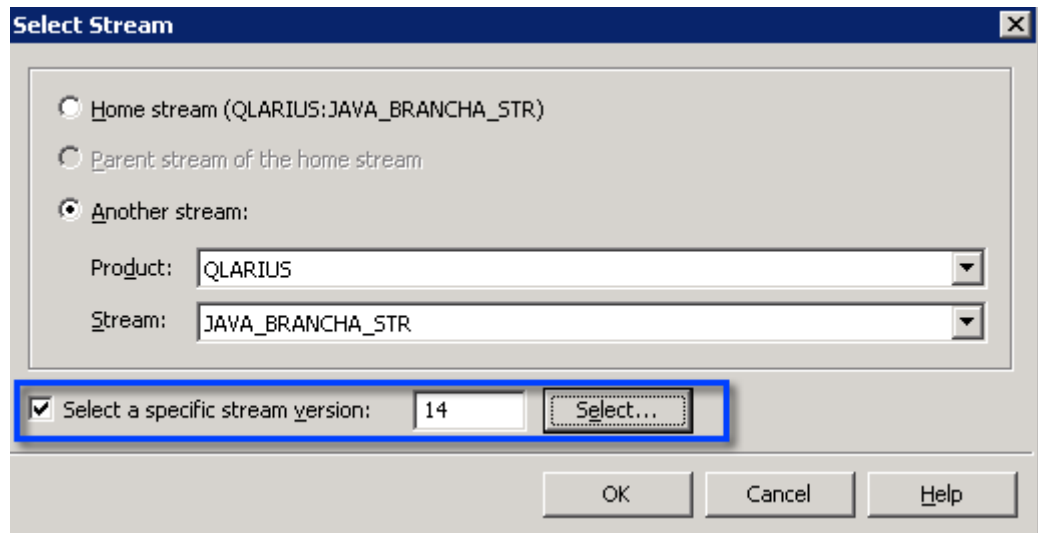 Select Stream
Home stream (QLARIUS:JAVA_BRANCHA_STR)
Parent stream of the home stream
Another stream:
Product: QLARIUS
Stream: JAVA_BRANCHA_STR
Select a specific stream version: 14 Select...
OK Cancel Help